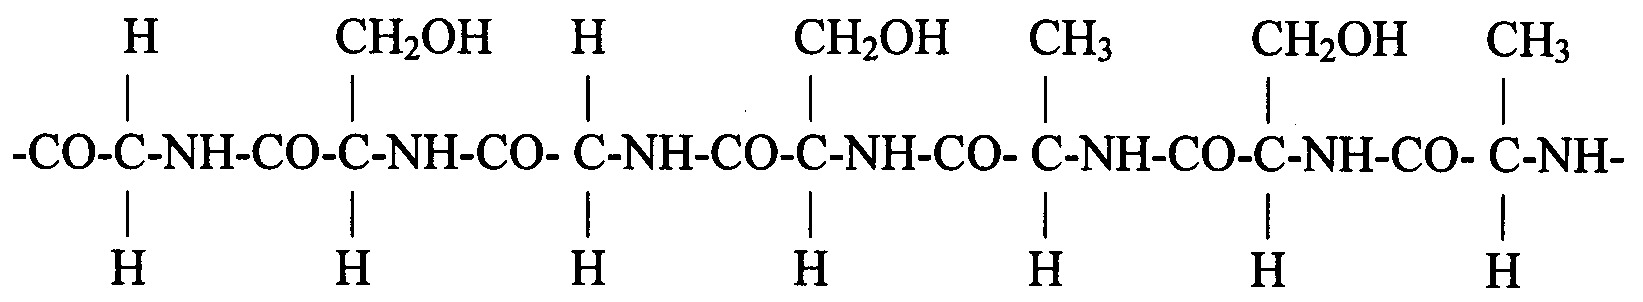 H CH₂OH H CH₂OH CH₃ CH₂OH CH₃
-CO-C-NH-CO-C-NH-CO- C-NH-CO-C-NH-CO- C-NH-CO-C-NH-CO- C-NH-
H H H H H H H